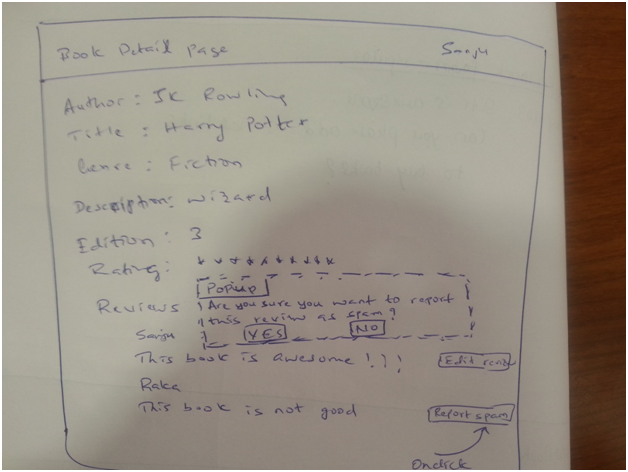 Book Detail Page Sanju
Author: Jk Rowling
Title: Harry Potter
Genre: Fiction
Description: wizard
Edition: 3
Rating: **********
Popup
Reviews Are you sure you want to report
this review as spam?
Sanju YES NO
This book is awesome!)) Edit review
Raka
This book is not good Report spam
Onclick